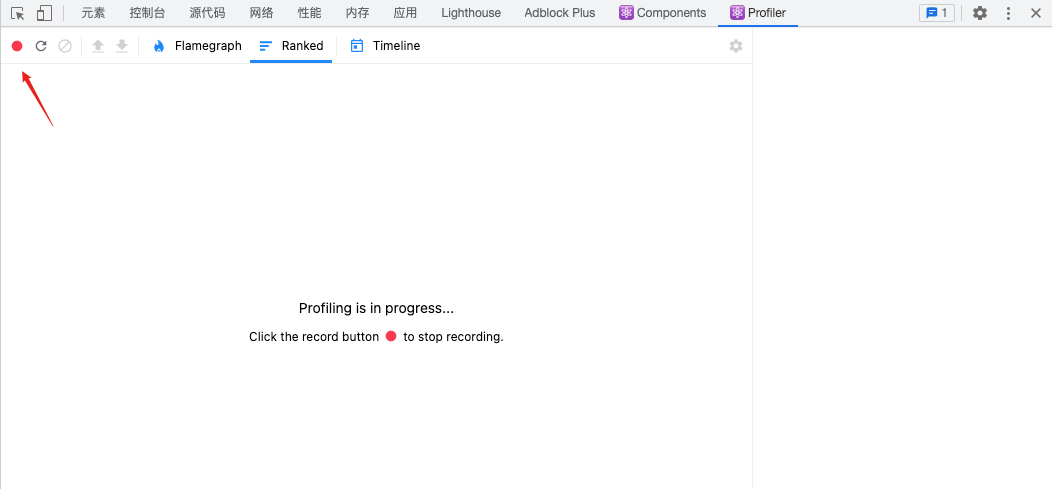 元素 控制台 源代码 网络 性能 内存 应用 Lighthouse Adblock Plus Components Profiler 1
Flamegraph Ranked Timeline
Profiling is in progress...
Click the record button to stop recording.